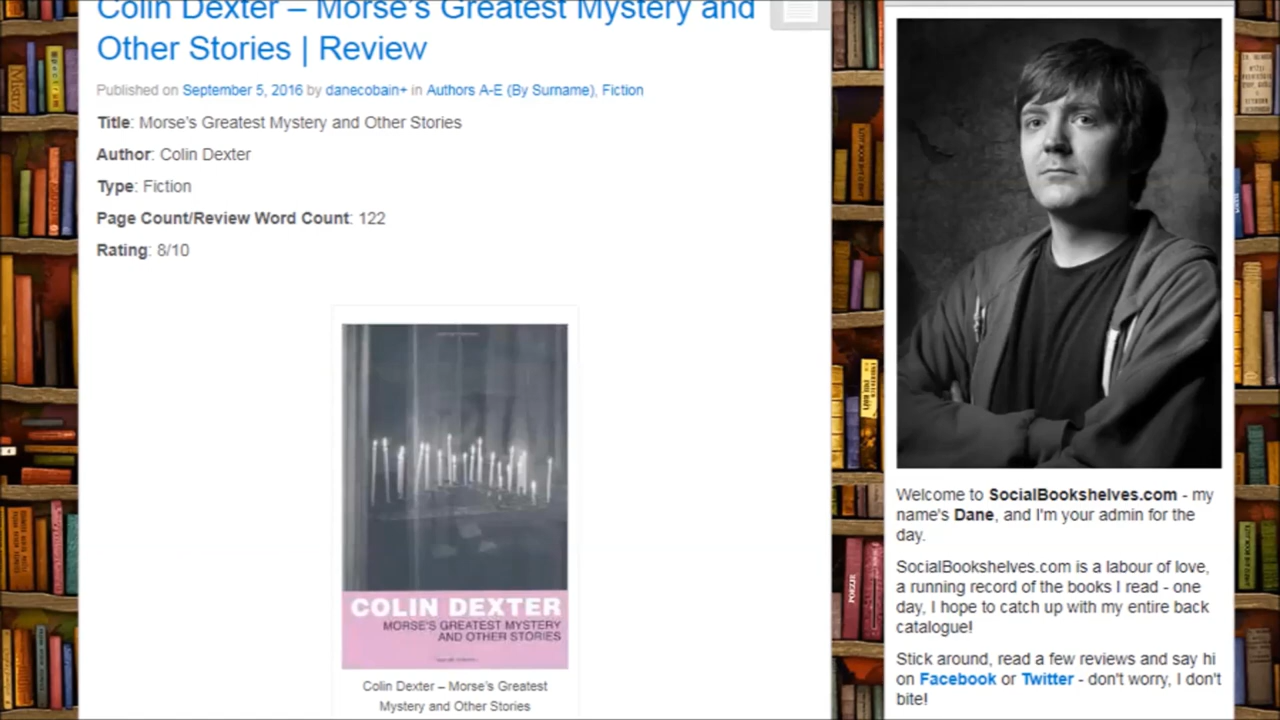 Colin Dexter – Morse's Greatest Mystery and
Other Stories | Review
Published on September 5, 2016 by danecobain+ in Authors A-E (By Surname), Fiction
Title: Morse's Greatest Mystery and Other Stories
Author: Colin Dexter
Type: Fiction
Page Count/Review Word Count: 122
Rating: 8/10
COLIN DEXTER
MORSE'S GREATEST MYSTERY
AND OTHER STORIES
Colin Dexter – Morse's Greatest
Mystery and Other Stories
Welcome to SocialBookshelves.com - my
name's Dane, and I'm your admin for the
day.
SocialBookshelves.com is a labour of love,
a running record of the books I read - one
day, I hope to catch up with my entire back
catalogue!
Stick around, read a few reviews and say hi
on Facebook or Twitter - don't worry, I don't
bite!